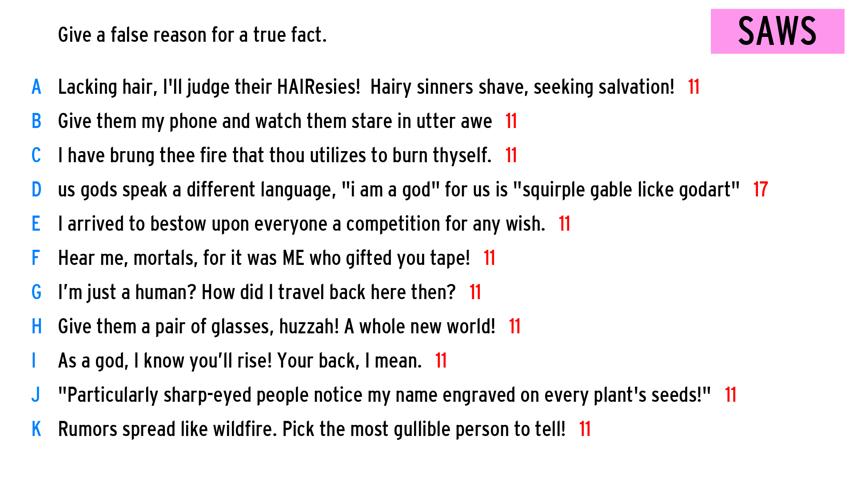 Give a false reason for a true fact.
SAWS
A Lacking hair, I'll judge their HAIResies!  Hairy sinners shave, seeking salvation! 11
B Give them my phone and watch them stare in utter awe 11
C I have brung thee fire that thou utilizes to burn thyself. 11
D us gods speak a different language, "i am a god" for us is "squirple gable licke godart" 17
E I arrived to bestow upon everyone a competition for any wish. 11
F Hear me, mortals, for it was ME who gifted you tape! 11
G I’m just a human? How did I travel back here then? 11
H Give them a pair of glasses, huzzah! A whole new world! 11
I As a god, I know you’ll rise! Your back, I mean. 11
J "Particularly sharp-eyed people notice my name engraved on every plant's seeds!" 11
K Rumors spread like wildfire. Pick the most gullible person to tell! 11